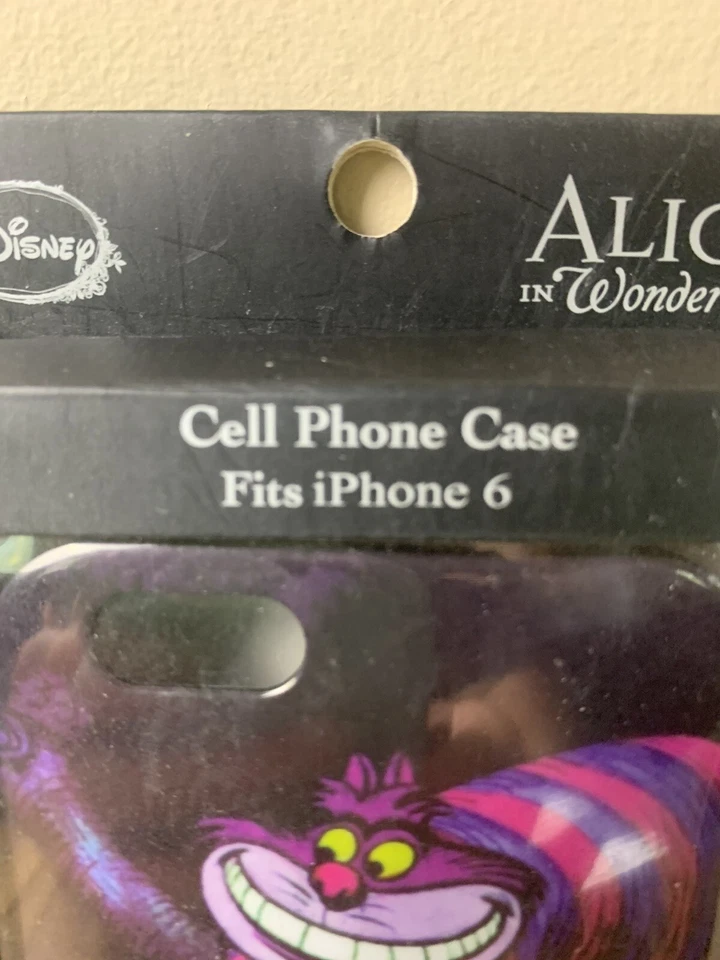 Disney
ALIC
IN Wonder
Cell Phone Case
Fits iPhone 6